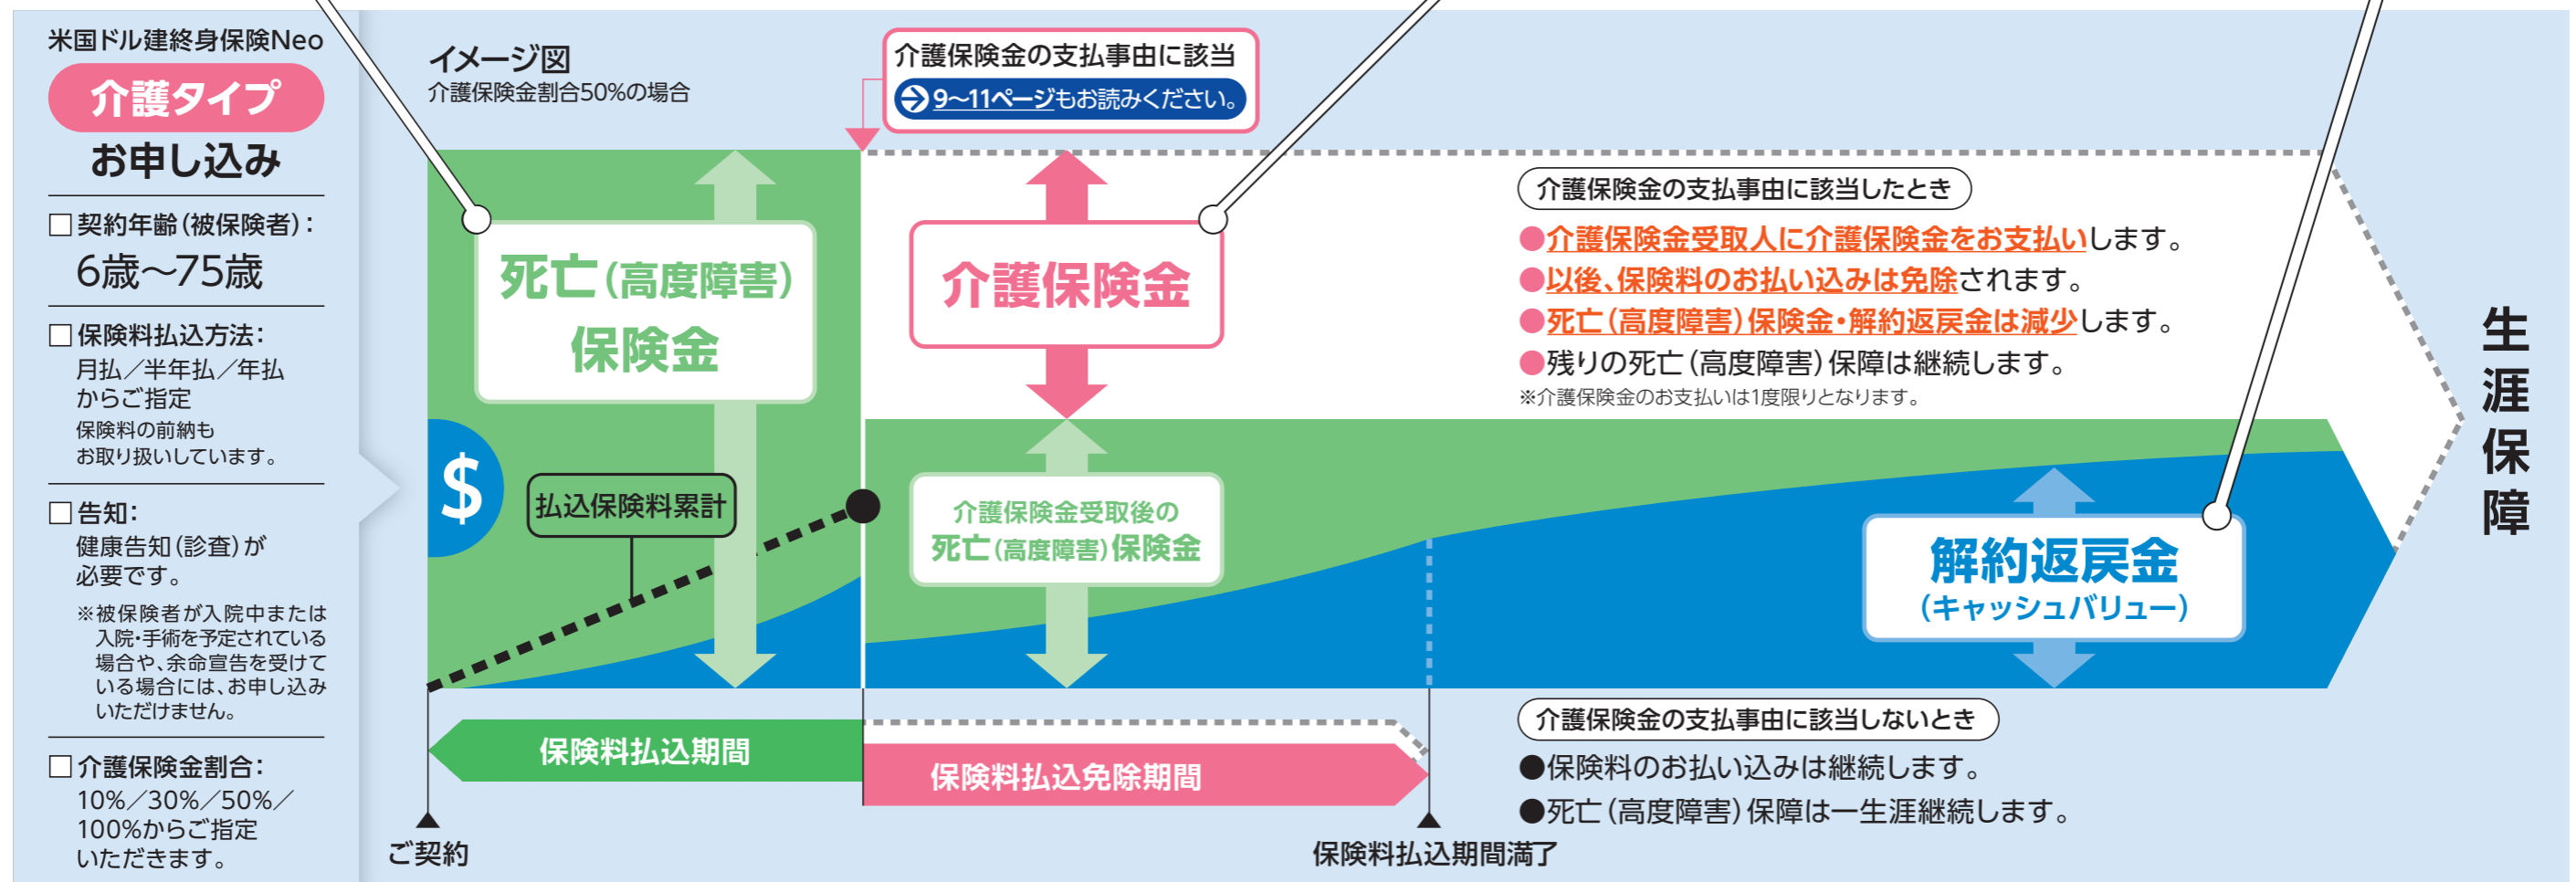 米国ドル建終身保険Neo
介護タイプ
お申し込み
□契約年齢(被保険者):
6歳〜75歳
□保険料払込方法:
月払／半年払／年払
からご指定
保険料の前納も
お取り扱いしています。
□告知:
健康告知(診査)が
必要です。
※被保険者が入院中または
入院・手術を予定されている
場合や、余命宣告を受けて
いる場合には、お申し込み
いただけません。
□介護保険金割合:
10%／30%／50%／
100%からご指定
いただきます。
イメージ図
介護保険金割合50%の場合
介護保険金の支払事由に該当
9〜11ページもお読みください。
死亡(高度障害)
保険金
$
払込保険料累計
介護保険金
介護保険金受取後の
死亡(高度障害)保険金
介護保険金の支払事由に該当したとき
●介護保険金受取人に介護保険金をお支払いします。
●以後、保険料のお払い込みは免除されます。
●死亡(高度障害)保険金・解約返戻金は減少します。
●残りの死亡(高度障害)保障は継続します。
※介護保険金のお支払いは1度限りとなります。
解約返戻金
(キャッシュバリュー)
生涯保障
保険料払込期間
保険料払込免除期間
ご契約
保険料払込期間満了
介護保険金の支払事由に該当しないとき
●保険料のお払い込みは継続します。
●死亡(高度障害)保障は一生涯継続します。